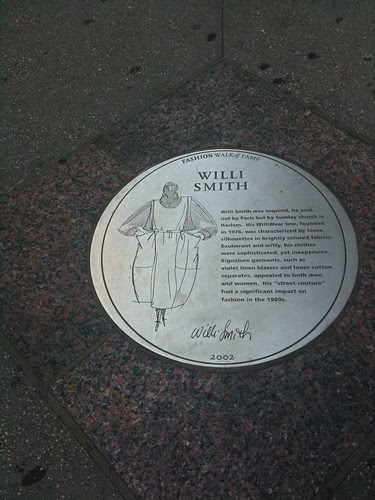 FASHION WALK of FAME
WILLI
SMITH
Willi Smith was inspired, he said,
not by Paris but by Sunday church in
Harlem. His WilliWear line, founded
in 1976, was characterized by loose
silhouettes in brightly-colored fabrics.
Exuberant and witty, his clothes
were sophisticated, yet inexpensive.
Signature garments, such as
violet linen blazers and loose cotton
separates, appealed to both men
and women. His "street couture"
had a significant impact on
fashion in the 1980s.
Willi Smith
2002